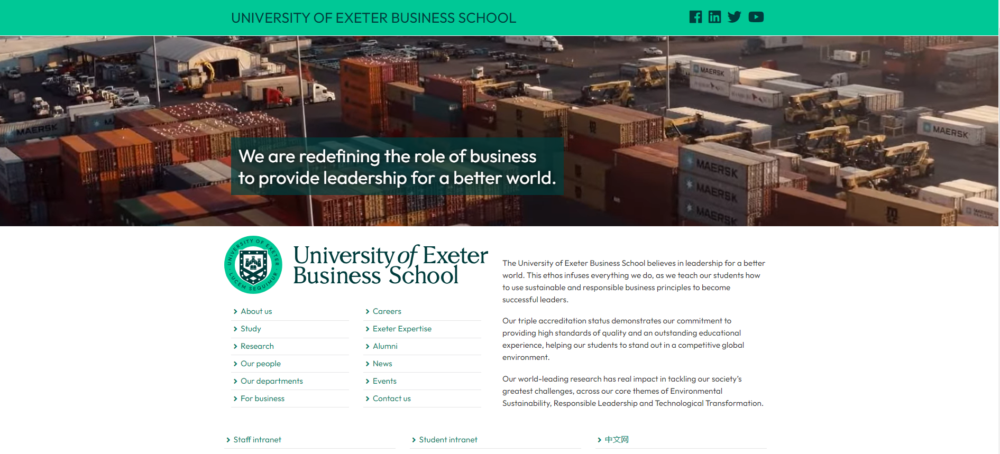 UNIVERSITY OF EXETER BUSINESS SCHOOL
MAERSK
MAERSK
MAERSK
We are redefining the role of business
to provide leadership for a better world.
MAERSK
MAERSK
MAERSK
UNIVERSITY OF EXETER
LUCEM SEQUIMUR
University of Exeter
Business School
About us
Study
Research
Our people
Our departments
For business
Careers
Exeter Expertise
Alumni
News
Events
Contact us
The University of Exeter Business School believes in leadership for a better
world. This ethos infuses everything we do, as we teach our students how
to use sustainable and responsible business principles to become
successful leaders.
Our triple accreditation status demonstrates our commitment to
providing high standards of quality and an outstanding educational
experience, helping our students to stand out in a competitive global
environment.
Our world-leading research has real impact in tackling our society's
greatest challenges, across our core themes of Environmental
Sustainability, Responsible Leadership and Technological Transformation.
Staff intranet
Student intranet
中文网